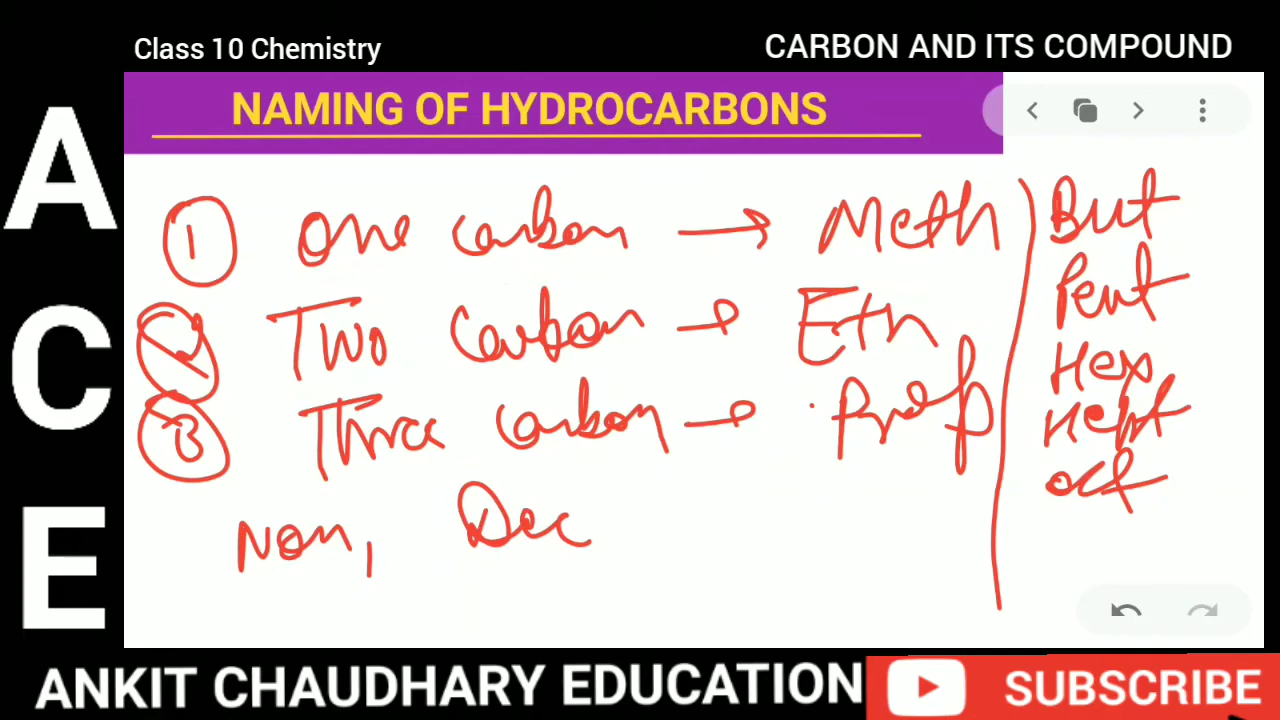 Class 10 Chemistry
CARBON AND ITS COMPOUND
NAMING OF HYDROCARBONS
1 One carbon → Meth
2 Two carbon → Eth
3 Three carbon → Prop
Non, Dec
But
Pent
Hex
Hept
oct
ACE
ANKIT CHAUDHARY EDUCATION
SUBSCRIBE